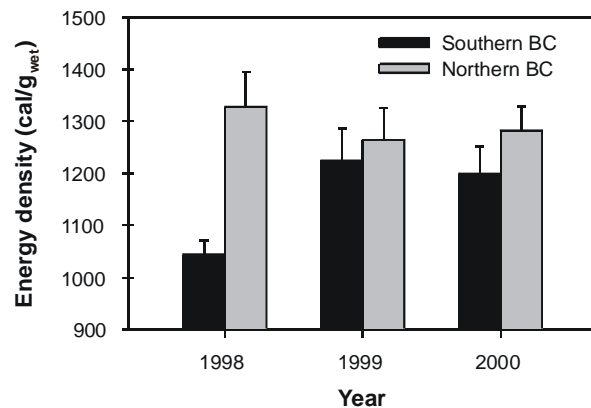 1500
1400
1300
1200
1100
1000
900
Energy density (cal/g_wet)
Southern BC
Northern BC
1998
1999
2000
Year